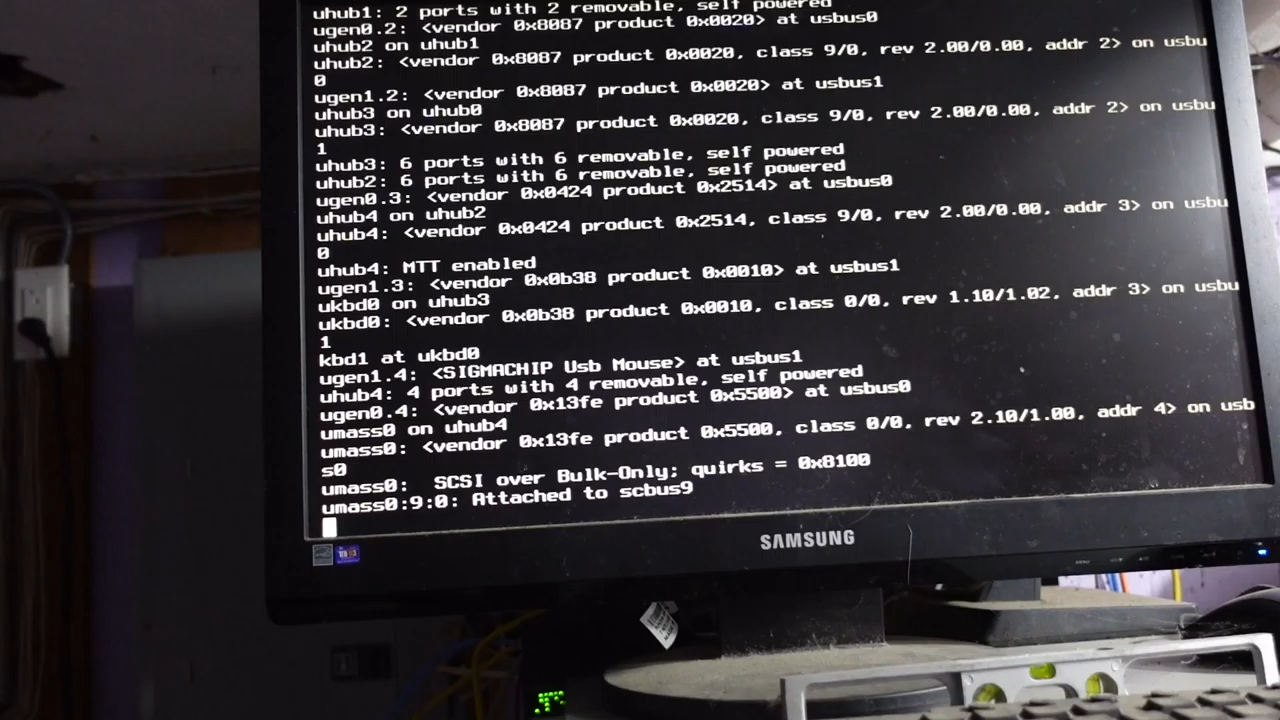 uhub1: 2 ports with 2 removable, self powered
ugen0.2: <vendor 0x8087 product 0x0020> at usbus0
uhub2 on uhub1
uhub2: <vendor 0x8087 product 0x0020, class 9/0, rev 2.00/0.00, addr 2> on usbu
0
ugen1.2: <vendor 0x8087 product 0x0020> at usbus1
uhub3 on uhub0
uhub3: <vendor 0x8087 product 0x0020, class 9/0, rev 2.00/0.00, addr 2> on usbu
1
uhub3: 6 ports with 6 removable, self powered
uhub2: 6 ports with 6 removable, self powered
ugen0.3: <vendor 0x0424 product 0x2514> at usbus0
uhub4 on uhub2
uhub4: <vendor 0x0424 product 0x2514, class 9/0, rev 2.00/0.00, addr 3> on usbu
0
uhub4: MTT enabled
ugen1.3: <vendor 0x0b38 product 0x0010> at usbus1
ukbd0 on uhub3
ukbd0: <vendor 0x0b38 product 0x0010, class 0/0, rev 1.10/1.02, addr 3> on usbu
1
kbd1 at ukbd0
ugen1.4: <SIGMACHIP Usb Mouse> at usbus1
uhub4: 4 ports with 4 removable, self powered
ugen0.4: <vendor 0x13fe product 0x5500> at usbus0
umass0 on uhub4
umass0: <vendor 0x13fe product 0x5500, class 0/0, rev 2.10/1.00, addr 4> on usb
s0
umass0:  SCSI over Bulk-Only; quirks = 0x8100
umass0:9:0: Attached to scbus9
SAMSUNG